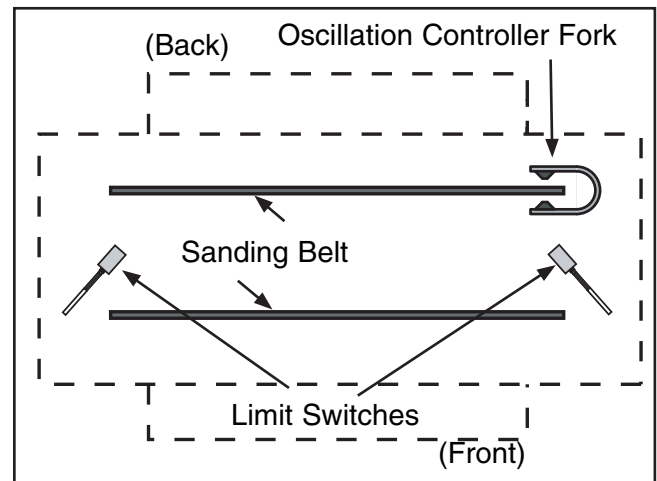 Oscillation Controller Fork
(Back)
Sanding Belt
Limit Switches
(Front)